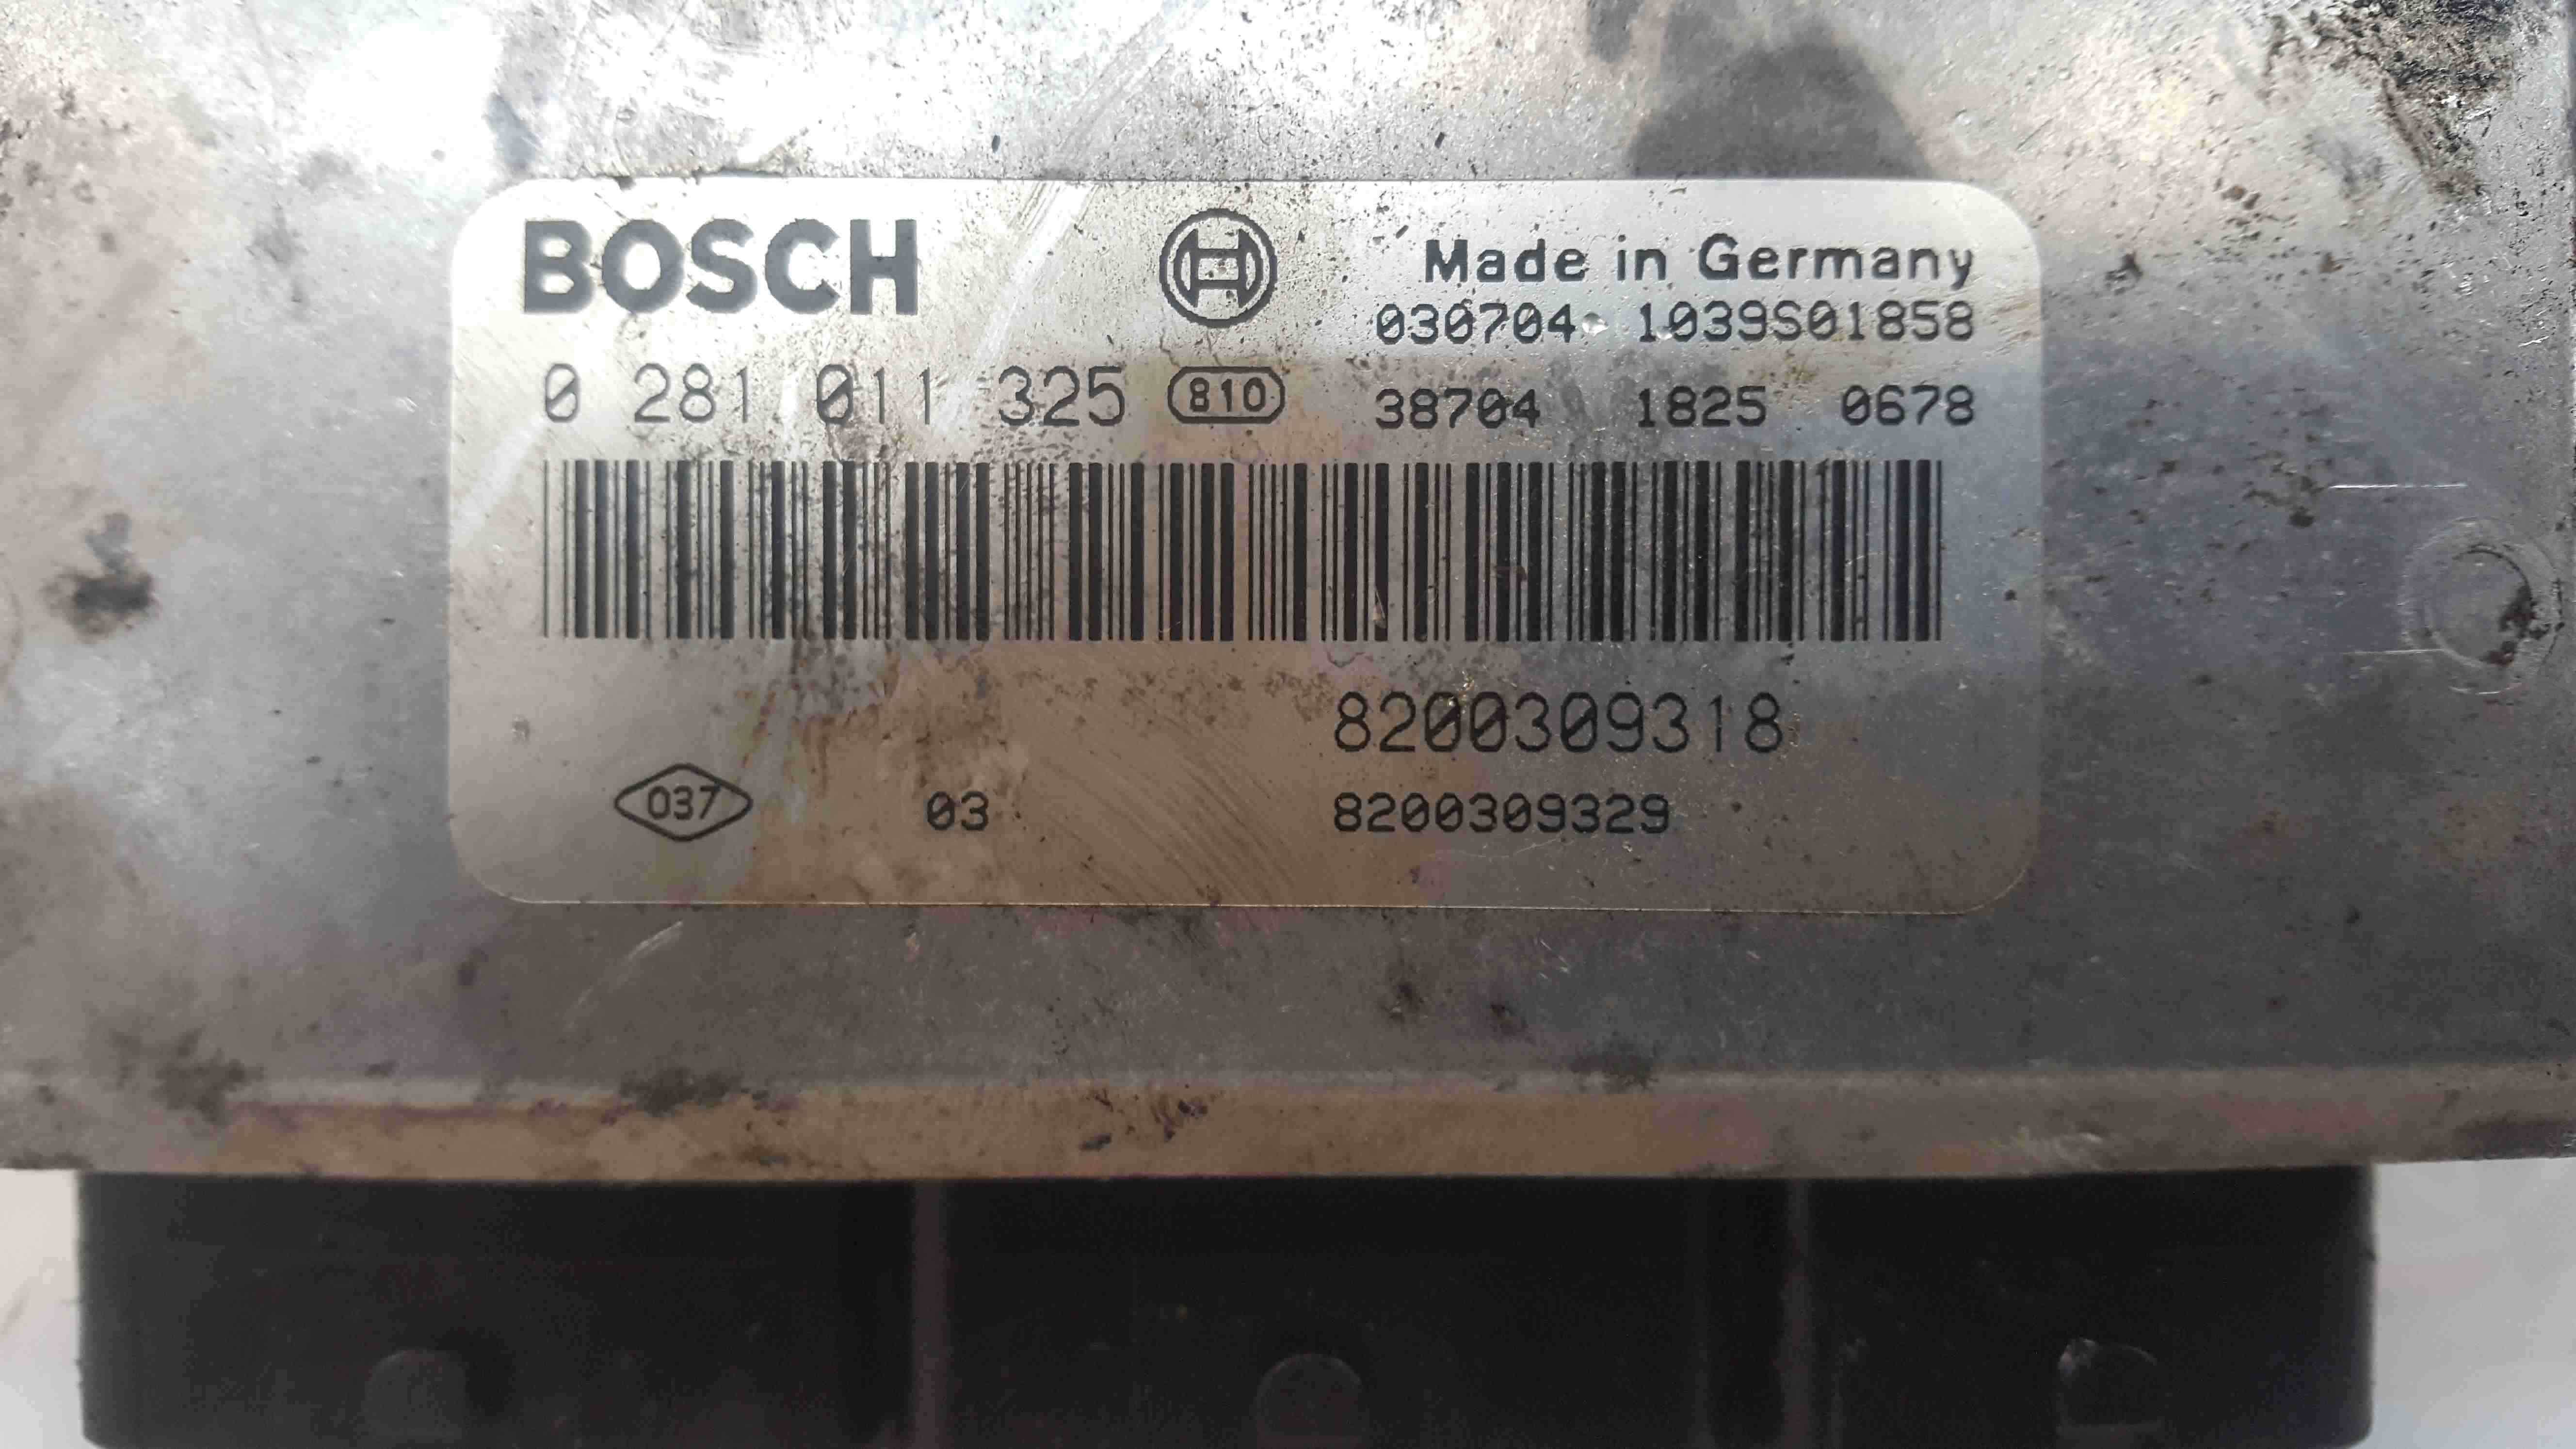 BOSCH
Made in Germany
030704 1039S01858
0 281 011 325 810
38704 1825 0678
8200309318
037 03 8200309329